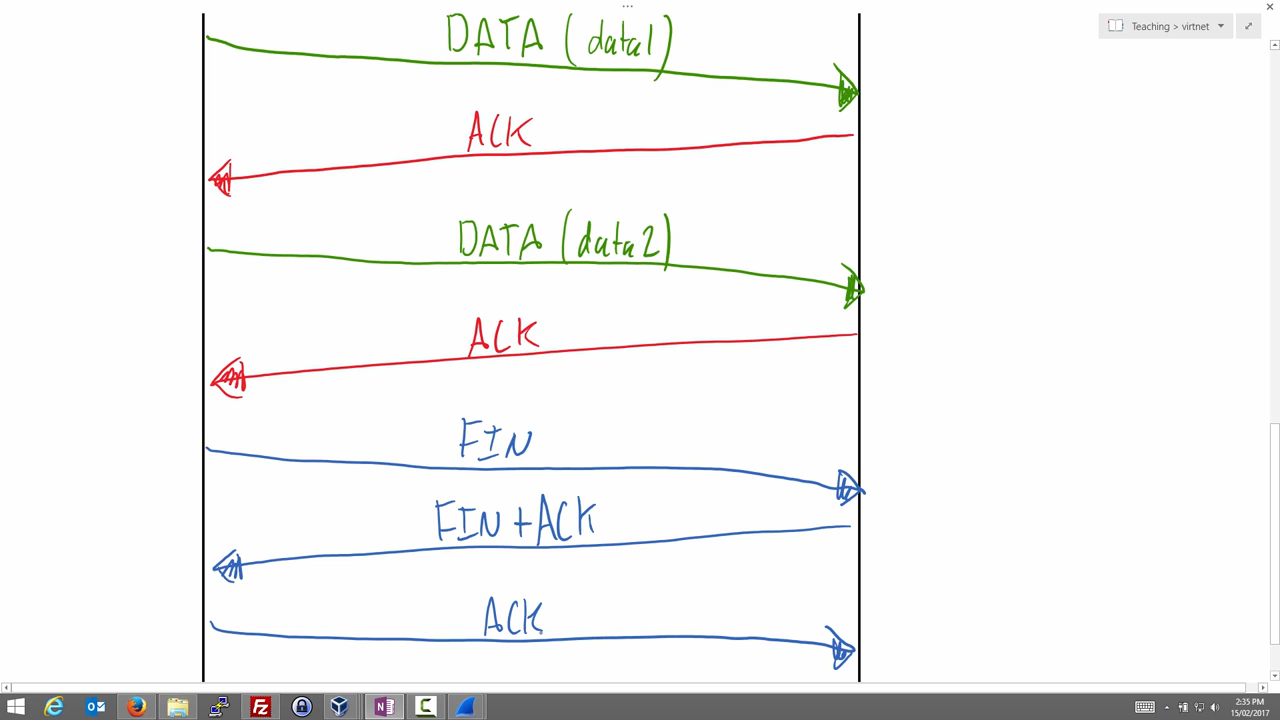 Teaching > virtnet
DATA (data1)
ACK
DATA (data2)
ACK
FIN
FIN+ACK
ACK
2:35 PM
15/02/2017